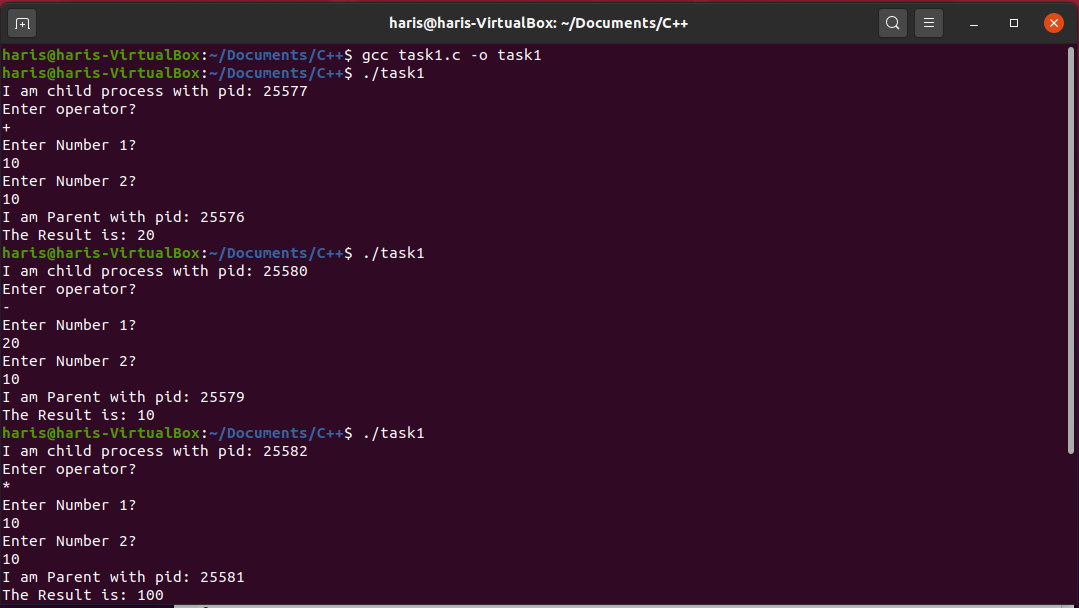 haris@haris-VirtualBox: ~/Documents/C++
haris@haris-VirtualBox:~/Documents/C++$ gcc task1.c -o task1
haris@haris-VirtualBox:~/Documents/C++$ ./task1
I am child process with pid: 25577
Enter operator?
+
Enter Number 1?
10
Enter Number 2?
10
I am Parent with pid: 25576
The Result is: 20
haris@haris-VirtualBox:~/Documents/C++$ ./task1
I am child process with pid: 25580
Enter operator?
-
Enter Number 1?
20
Enter Number 2?
10
I am Parent with pid: 25579
The Result is: 10
haris@haris-VirtualBox:~/Documents/C++$ ./task1
I am child process with pid: 25582
Enter operator?
*
Enter Number 1?
10
Enter Number 2?
10
I am Parent with pid: 25581
The Result is: 100